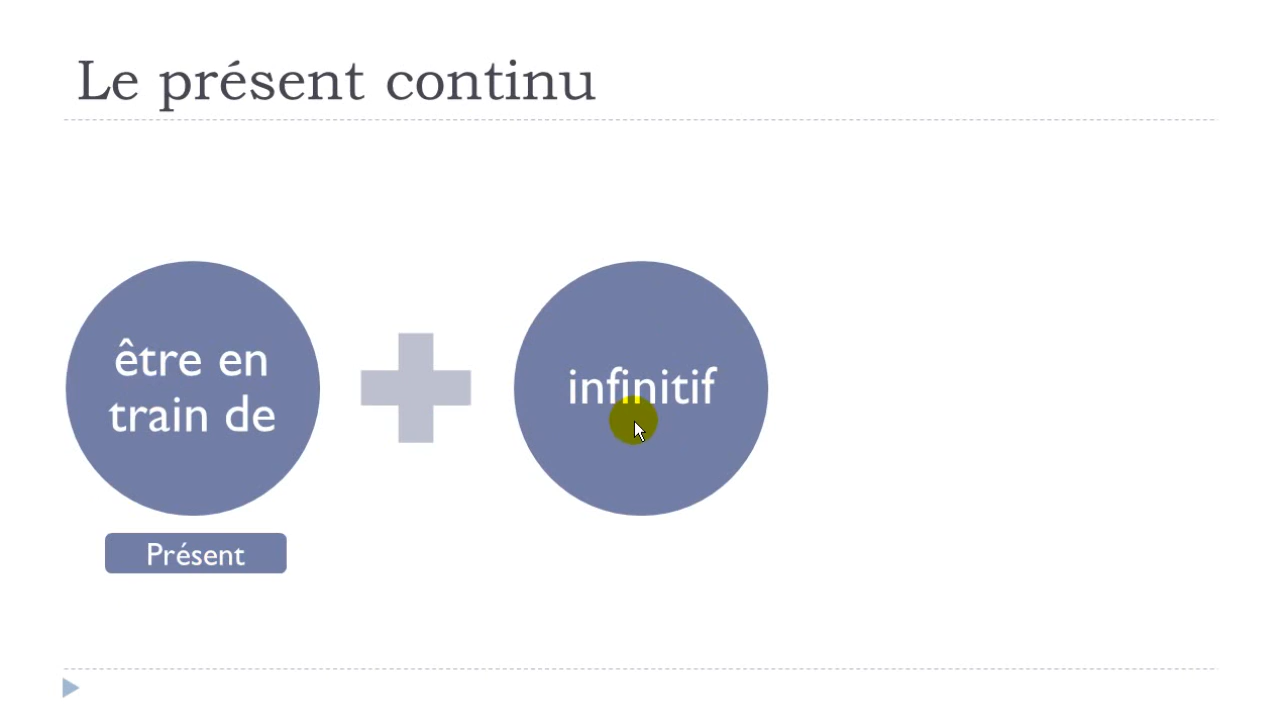 Le présent continu
être en
train de
infinitif
Présent